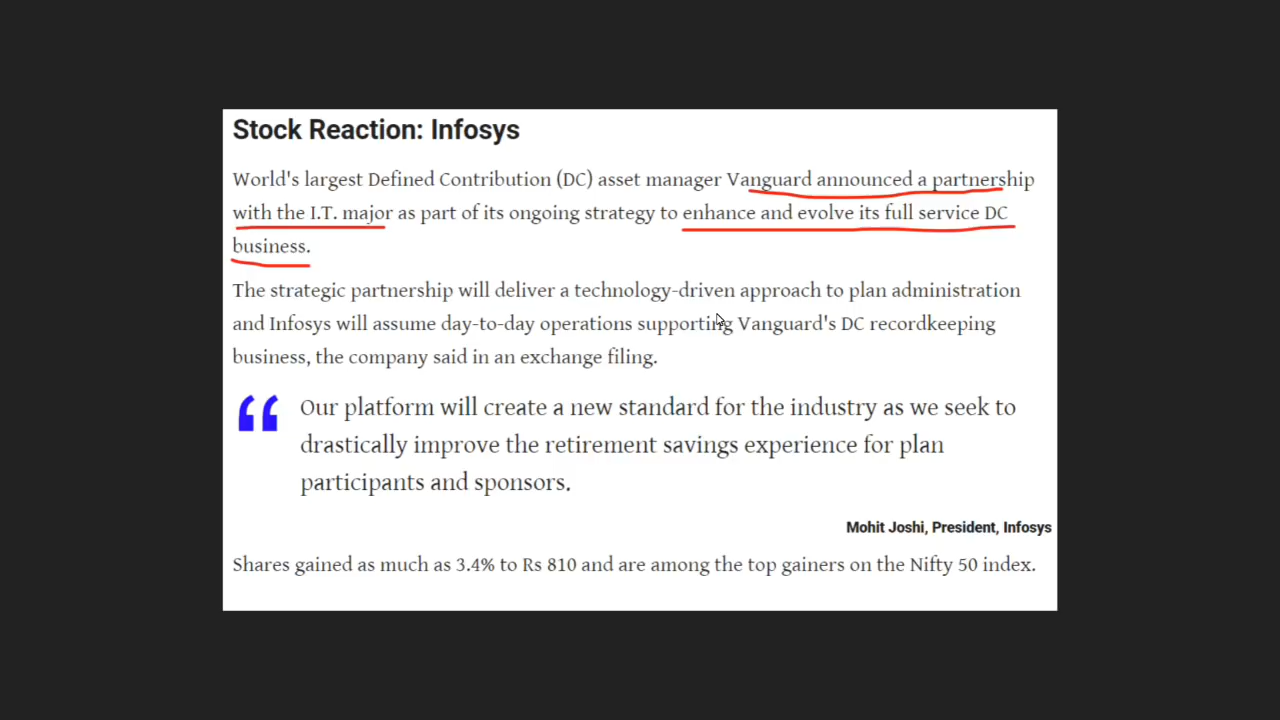 Stock Reaction: Infosys
World's largest Defined Contribution (DC) asset manager Vanguard announced a partnership
with the I.T. major as part of its ongoing strategy to enhance and evolve its full service DC
business.
The strategic partnership will deliver a technology-driven approach to plan administration
and Infosys will assume day-to-day operations supporting Vanguard's DC recordkeeping
business, the company said in an exchange filing.
“ Our platform will create a new standard for the industry as we seek to
drastically improve the retirement savings experience for plan
participants and sponsors.
Mohit Joshi, President, Infosys
Shares gained as much as 3.4% to Rs 810 and are among the top gainers on the Nifty 50 index.